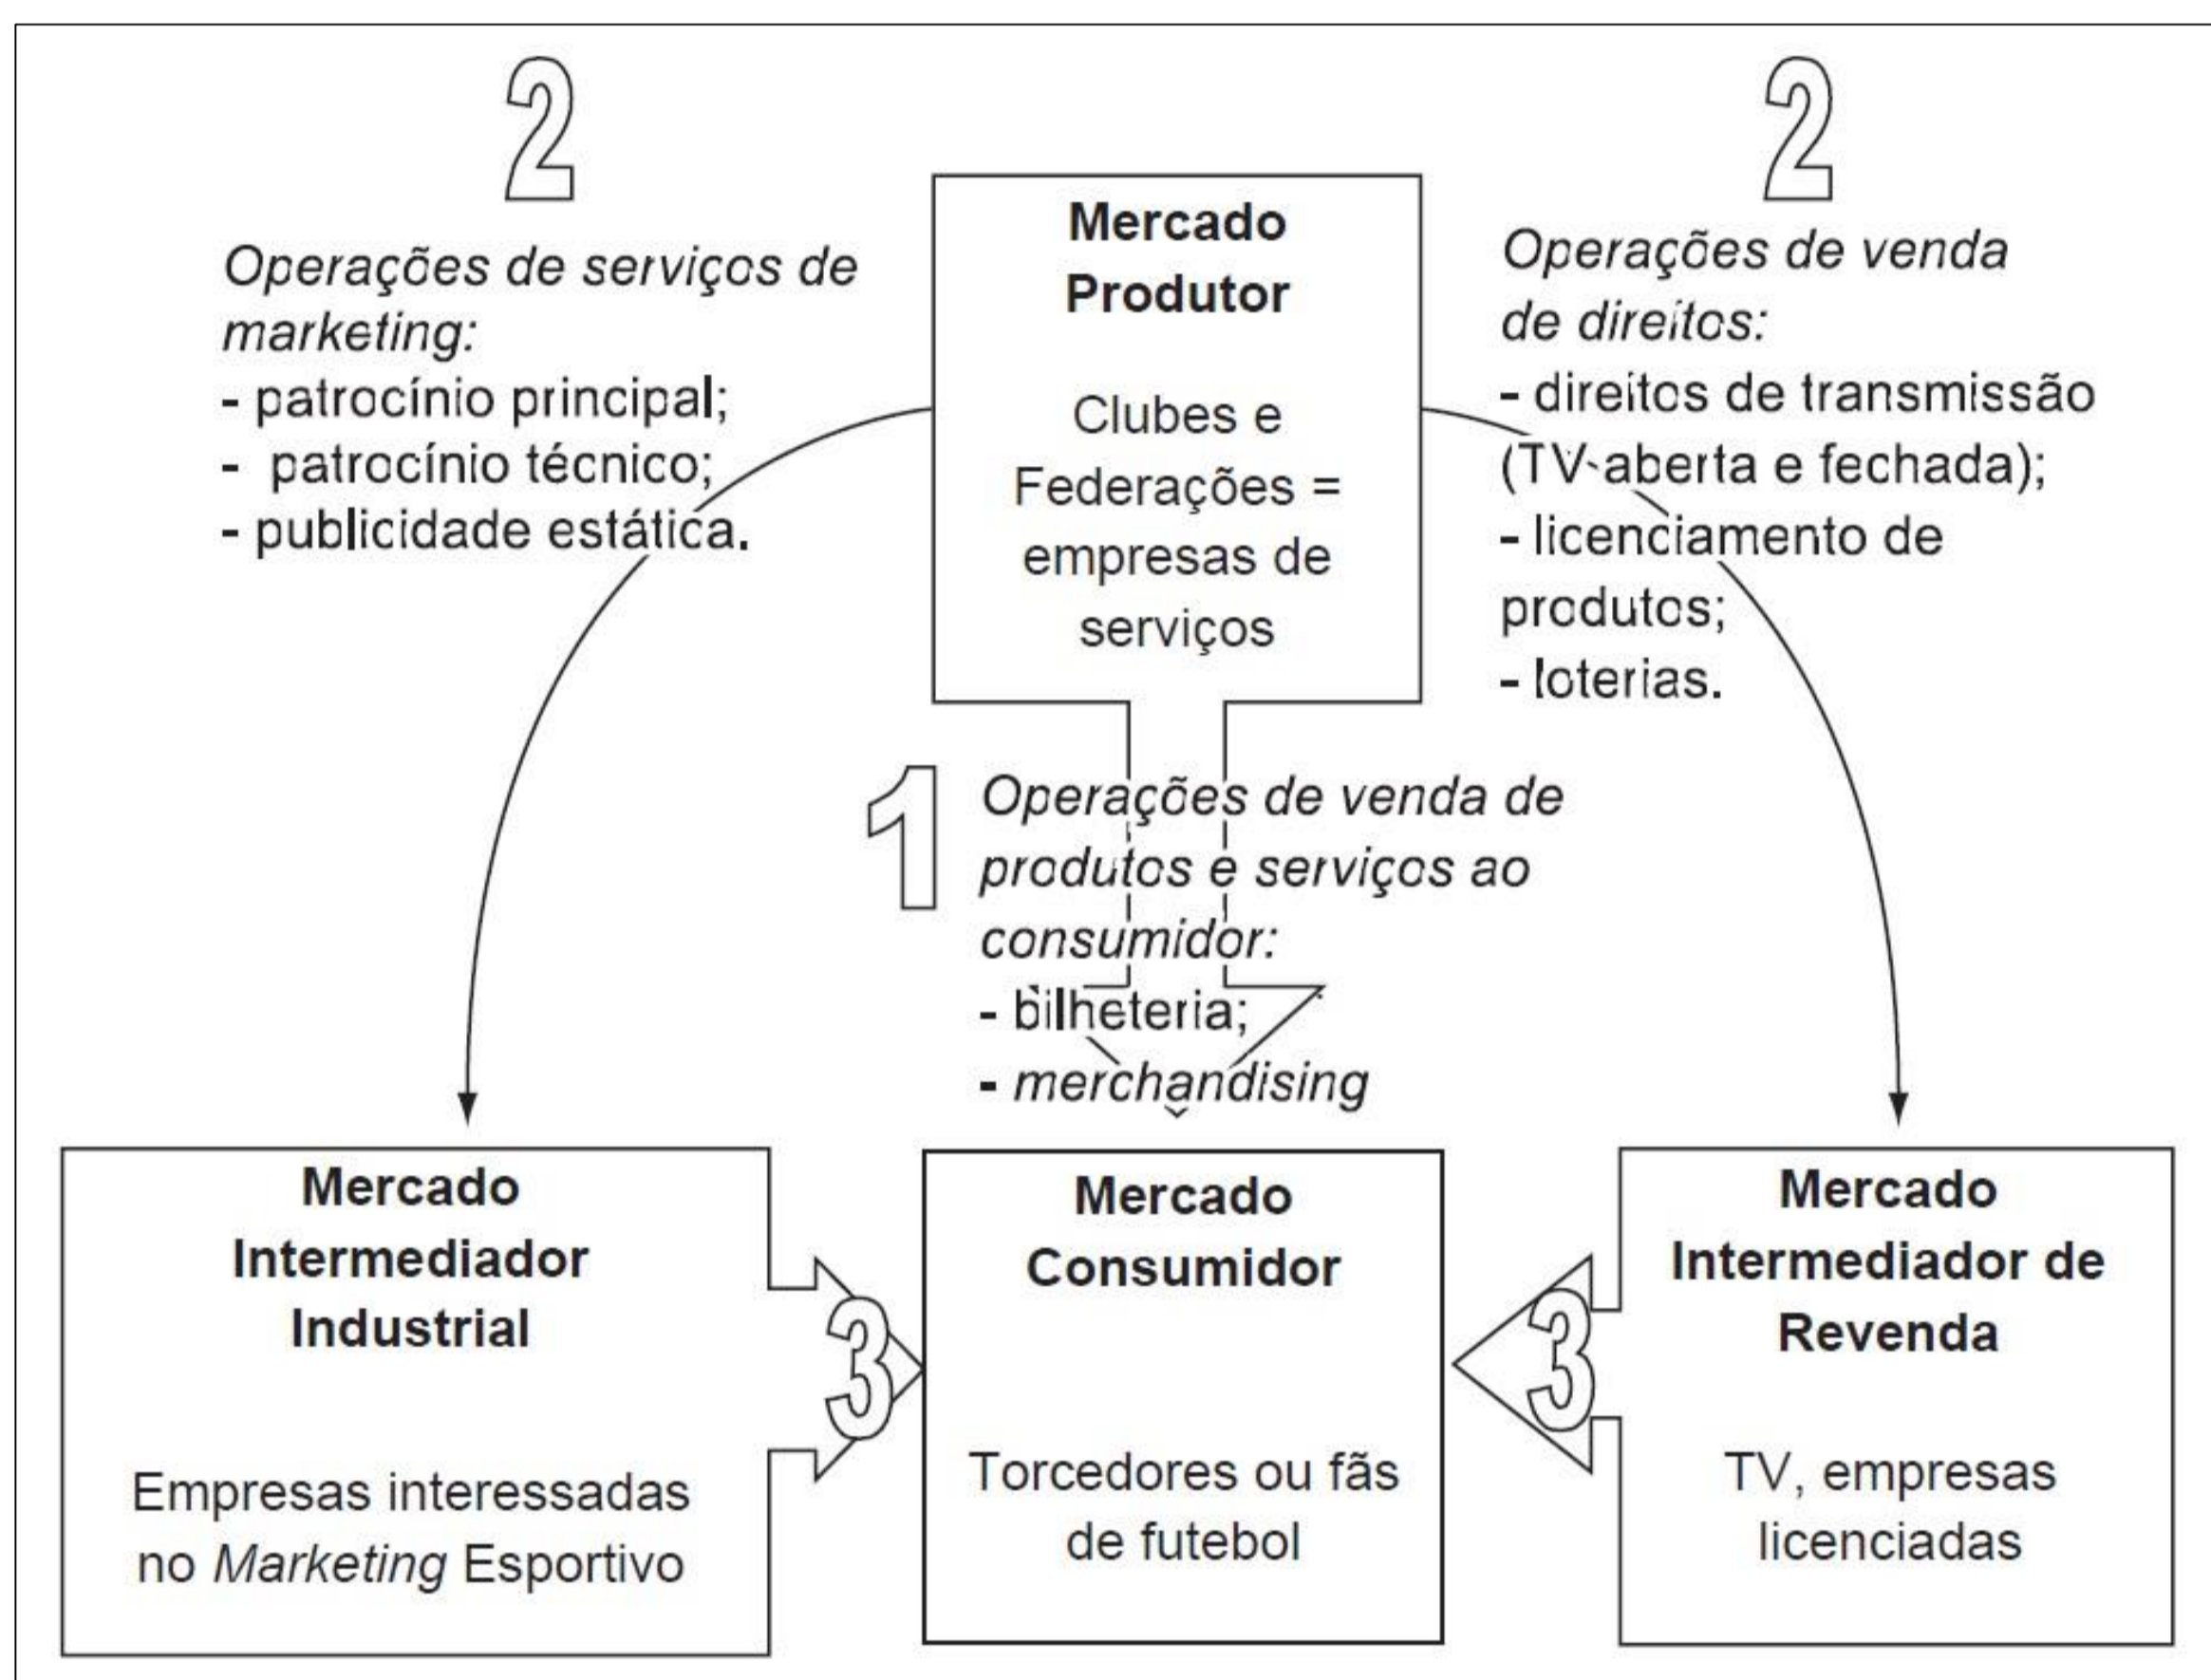 2
Operações de serviços de
marketing:
- patrocínio principal;
- patrocínio técnico;
- publicidade estática.
Mercado
Produtor
Clubes e
Federações =
empresas de
serviços
2
Operações de venda
de direitos:
- direitos de transmissão
(TV aberta e fechada);
- licenciamento de
produtos;
- loterias.
1
Operações de venda de
produtos e serviços ao
consumidor:
- bilheteria;
- merchandising
Mercado
Intermediador
Industrial
Empresas interessadas
no Marketing Esportivo
3
Mercado
Consumidor
Torcedores ou fãs
de futebol
3
Mercado
Intermediador de
Revenda
TV, empresas
licenciadas